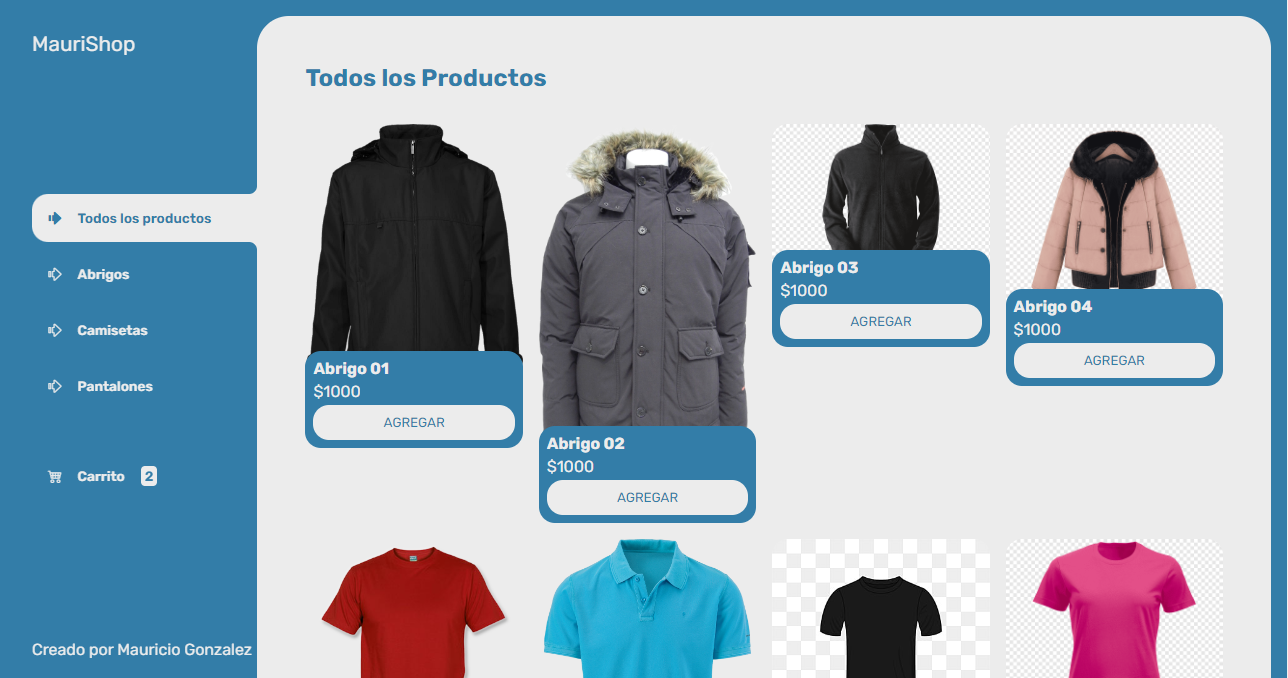 MauriShop
Todos los productos
Abrigos
Camisetas
Pantalones
Carrito 2
Creado por Mauricio Gonzalez
Todos los Productos
Abrigo 01
$1000
AGREGAR
Abrigo 02
$1000
AGREGAR
Abrigo 03
$1000
AGREGAR
Abrigo 04
$1000
AGREGAR